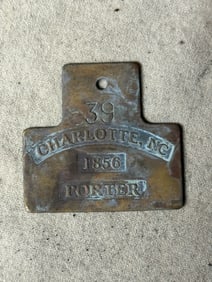 39
CHARLOTTE, NC
1856
PORTER